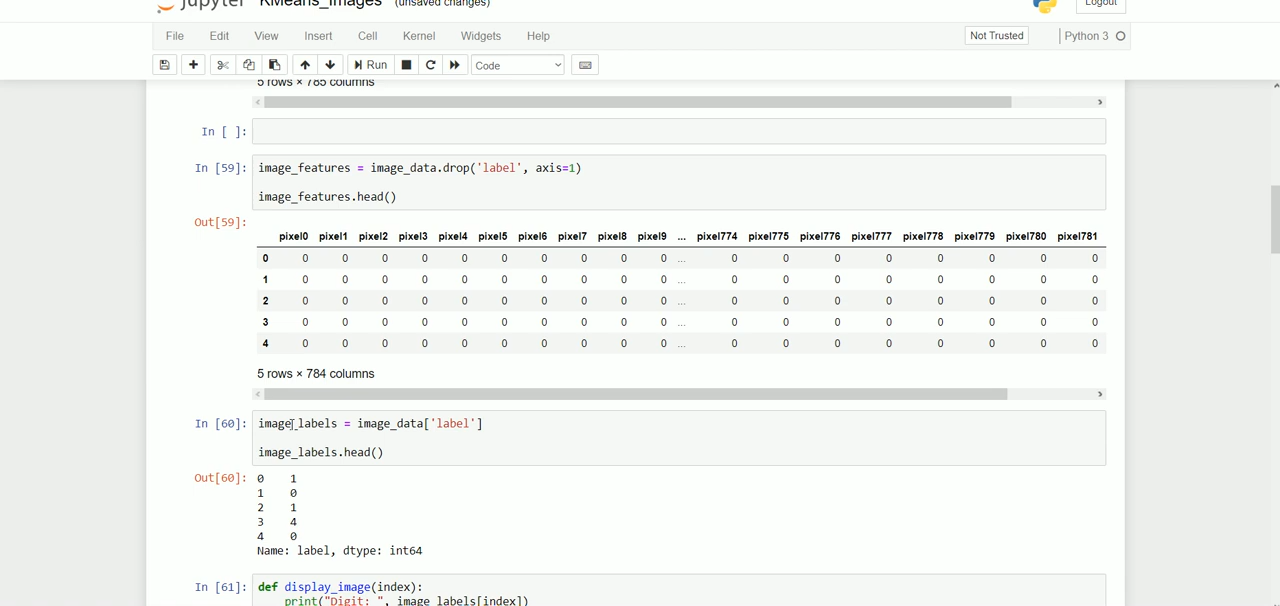 jupyter KMeans_Images (unsaved changes) Logout
File Edit View Insert Cell Kernel Widgets Help Not Trusted Python 3
Run Code
5 rows × 785 columns
In [ ]:
In [59]: image_features = image_data.drop('label', axis=1)
image_features.head()
Out[59]:
pixel0 pixel1 pixel2 pixel3 pixel4 pixel5 pixel6 pixel7 pixel8 pixel9 ... pixel774 pixel775 pixel776 pixel777 pixel778 pixel779 pixel780 pixel781
0 0 0 0 0 0 0 0 0 0 0 ... 0 0 0 0 0 0 0 0
1 0 0 0 0 0 0 0 0 0 0 ... 0 0 0 0 0 0 0 0
2 0 0 0 0 0 0 0 0 0 0 ... 0 0 0 0 0 0 0 0
3 0 0 0 0 0 0 0 0 0 0 ... 0 0 0 0 0 0 0 0
4 0 0 0 0 0 0 0 0 0 0 ... 0 0 0 0 0 0 0 0
5 rows × 784 columns
In [60]: image_labels = image_data['label']
image_labels.head()
Out[60]: 0 1
1 0
2 1
3 4
4 0
Name: label, dtype: int64
In [61]: def display_image(index):
print("Digit: ", image_labels[index])